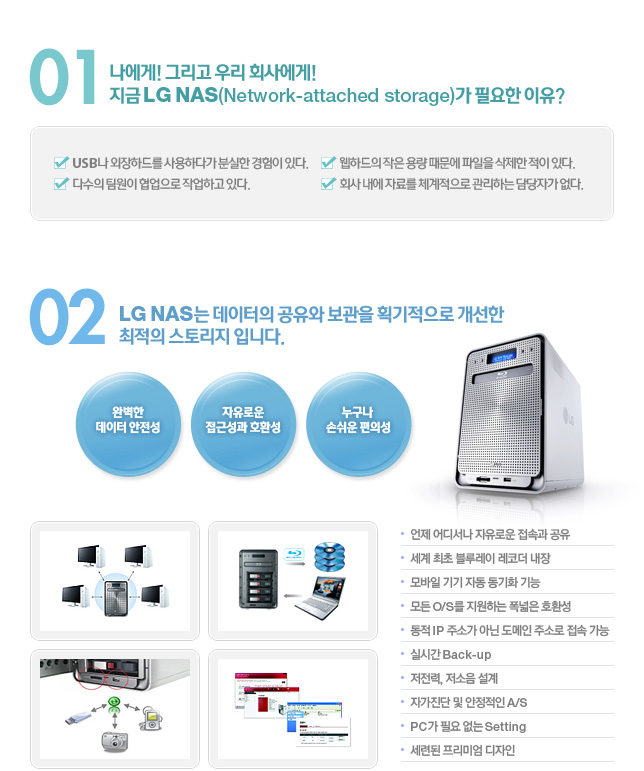 01
나에게! 그리고 우리 회사에게!
지금 LG NAS(Network-attached storage)가 필요한 이유?
USB나 외장하드를 사용하다가 분실한 경험이 있다.
웹하드의 작은 용량 때문에 파일을 삭제한 적이 있다.
다수의 팀원이 협업으로 작업하고 있다.
회사 내에 자료를 체계적으로 관리하는 담당자가 없다.
02
LG NAS는 데이터의 공유와 보관을 획기적으로 개선한
최적의 스토리지 입니다.
완벽한
데이터 안전성
자유로운
접근성과 호환성
누구나
손쉬운 편의성
LG
언제 어디서나 자유로운 접속과 공유
세계 최초 블루레이 레코더 내장
모바일 기기 자동 동기화 기능
모든 O/S를 지원하는 폭넓은 호환성
동적 IP 주소가 아닌 도메인 주소로 접속 가능
실시간 Back-up
저전력, 저소음 설계
자가진단 및 안정적인 A/S
PC가 필요 없는 Setting
세련된 프리미엄 디자인